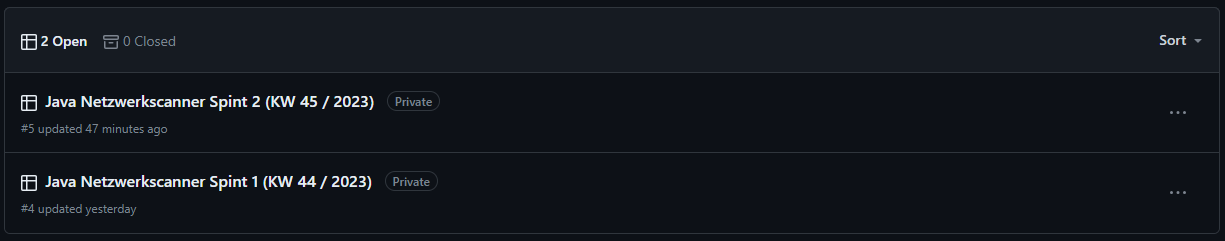 2 Open 0 Closed Sort
Java Netzwerkscanner Spint 2 (KW 45 / 2023) Private
#5 updated 47 minutes ago
Java Netzwerkscanner Spint 1 (KW 44 / 2023) Private
#4 updated yesterday